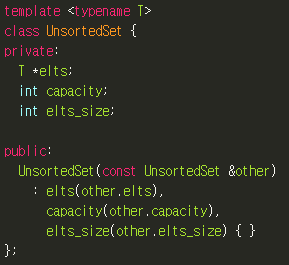 template <typename T>
class UnsortedSet {
private:
  T *elts;
  int capacity;
  int elts_size;

public:
  UnsortedSet(const UnsortedSet &other)
    : elts(other.elts),
      capacity(other.capacity),
      elts_size(other.elts_size) { }
};